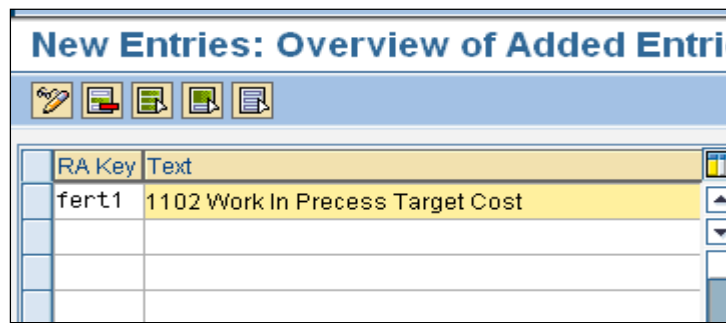 New Entries: Overview of Added Entri
RA Key Text
fert1 1102 Work In Precess Target Cost